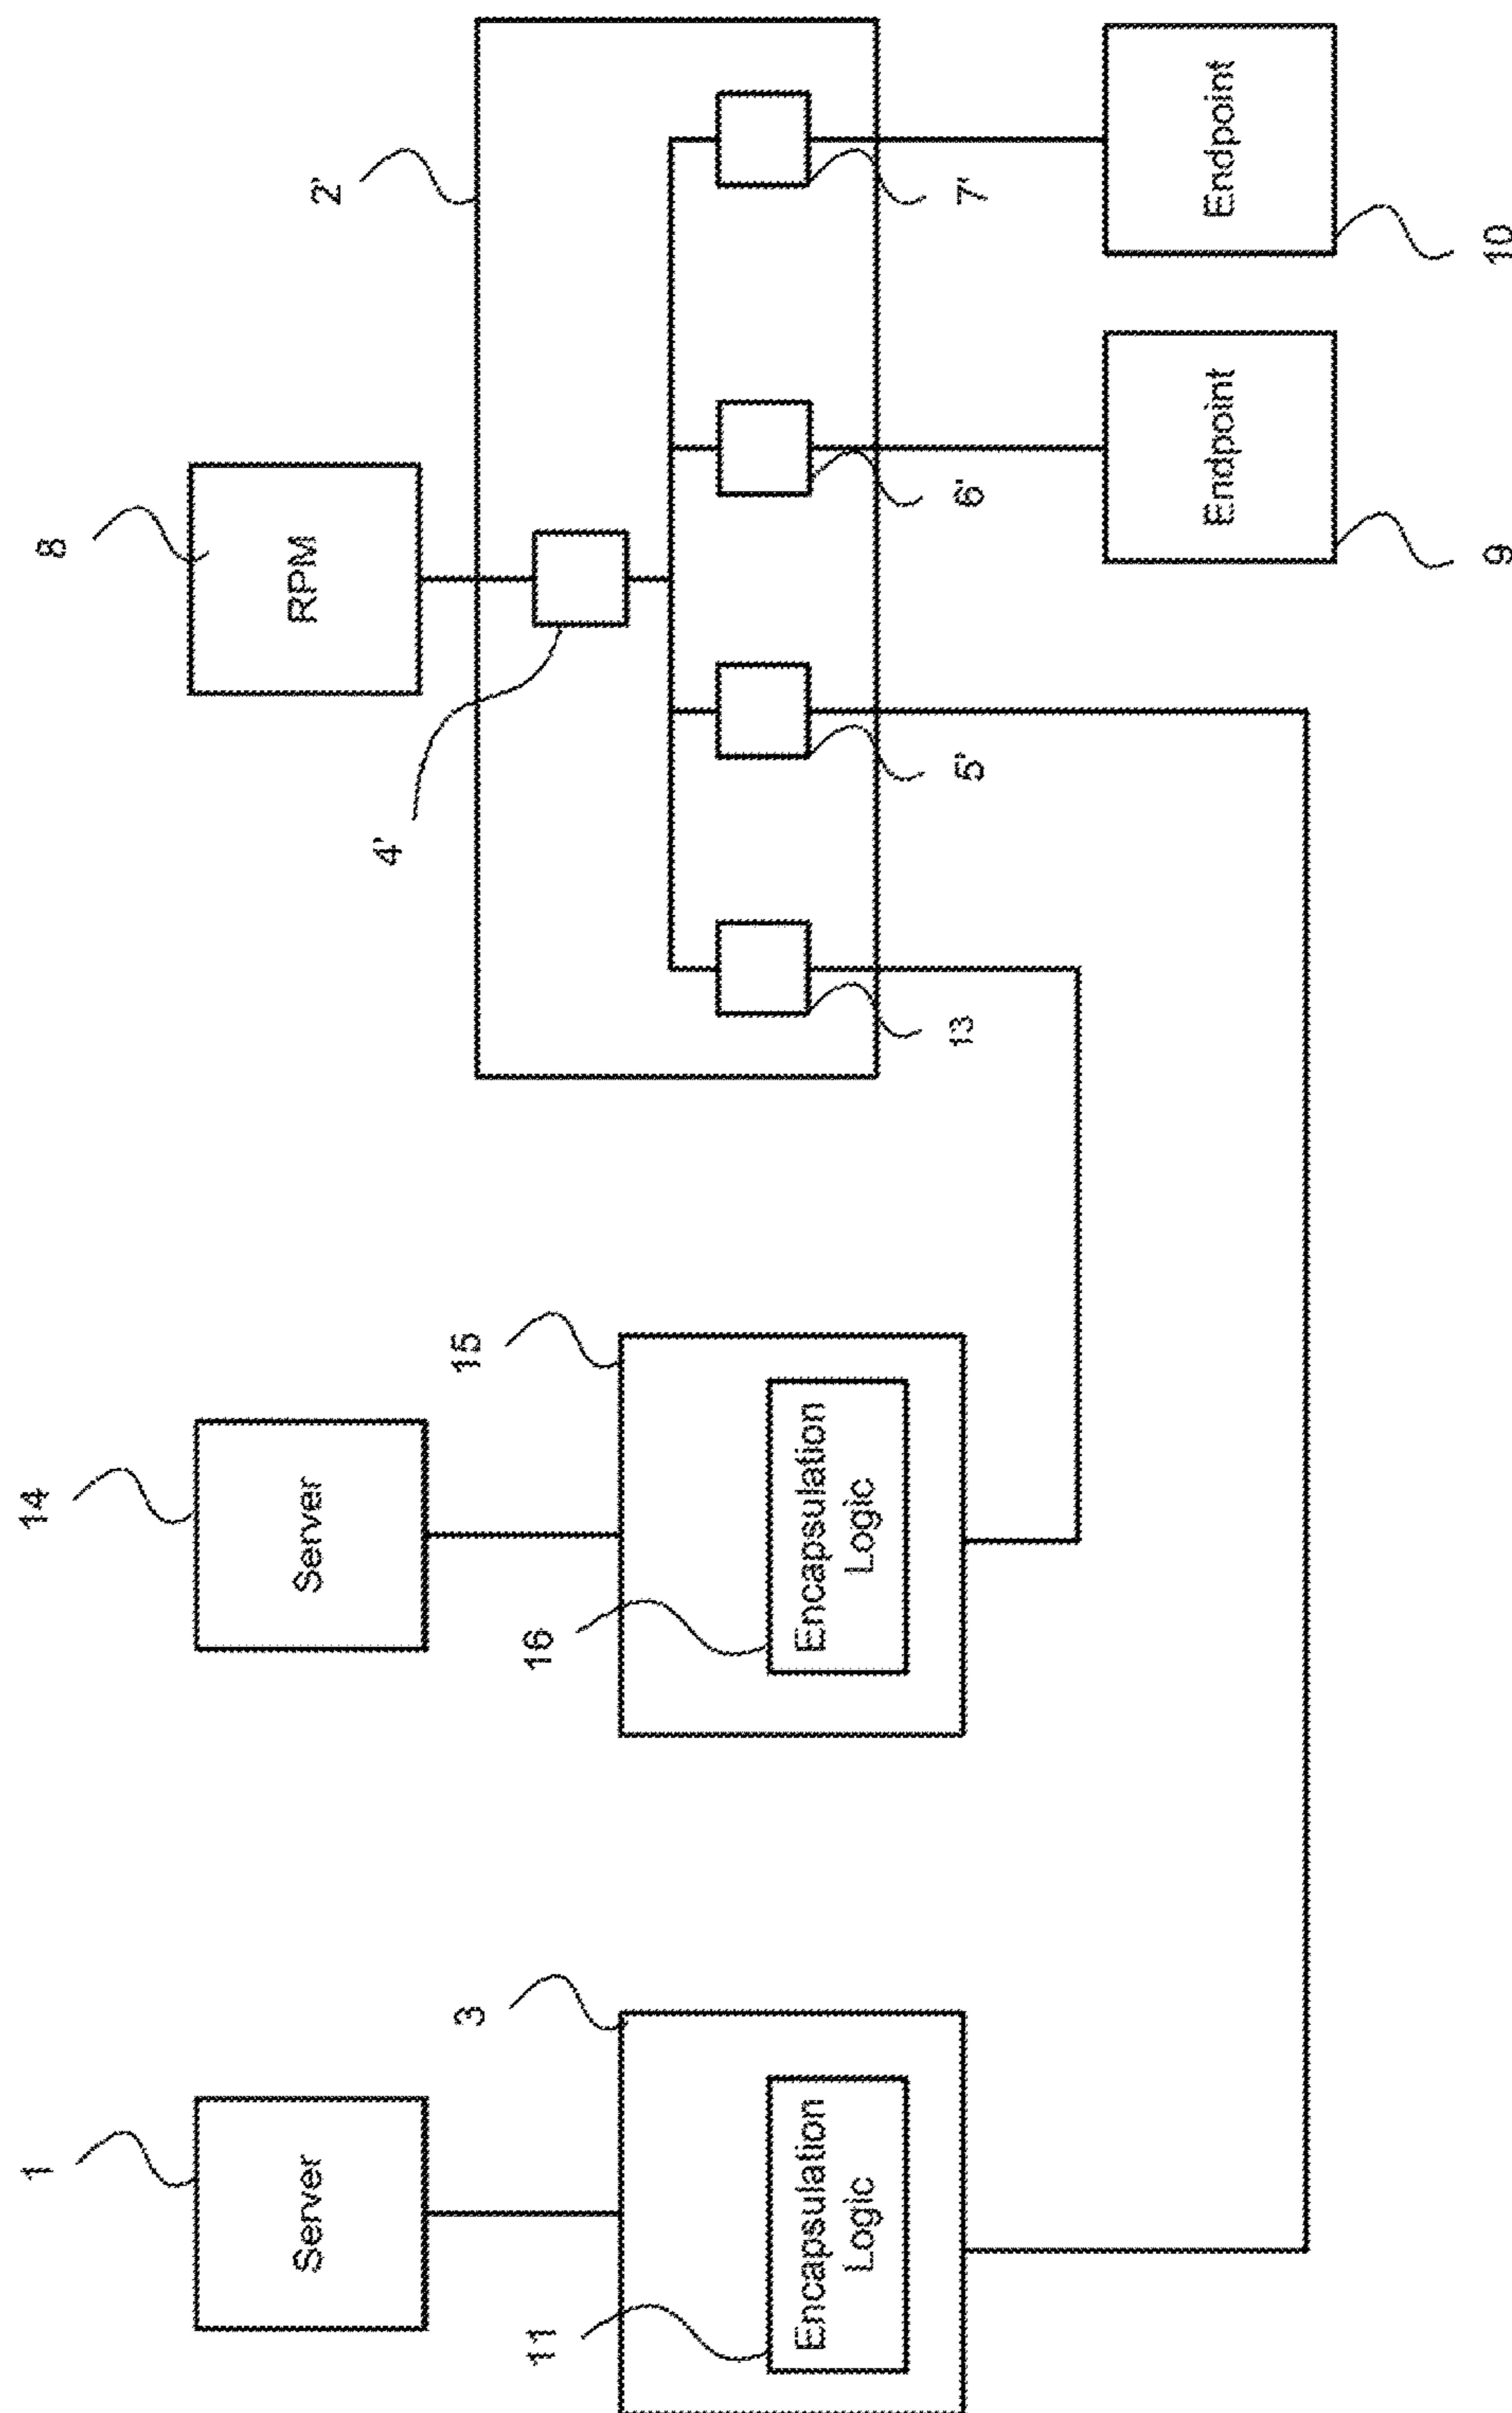 1
Server
3
11
Encapsulation
Logic
14
Server
15
16
Encapsulation
Logic
8
RPM
2'
4'
13
5'
6'
7'
Endpoint
9
Endpoint
10